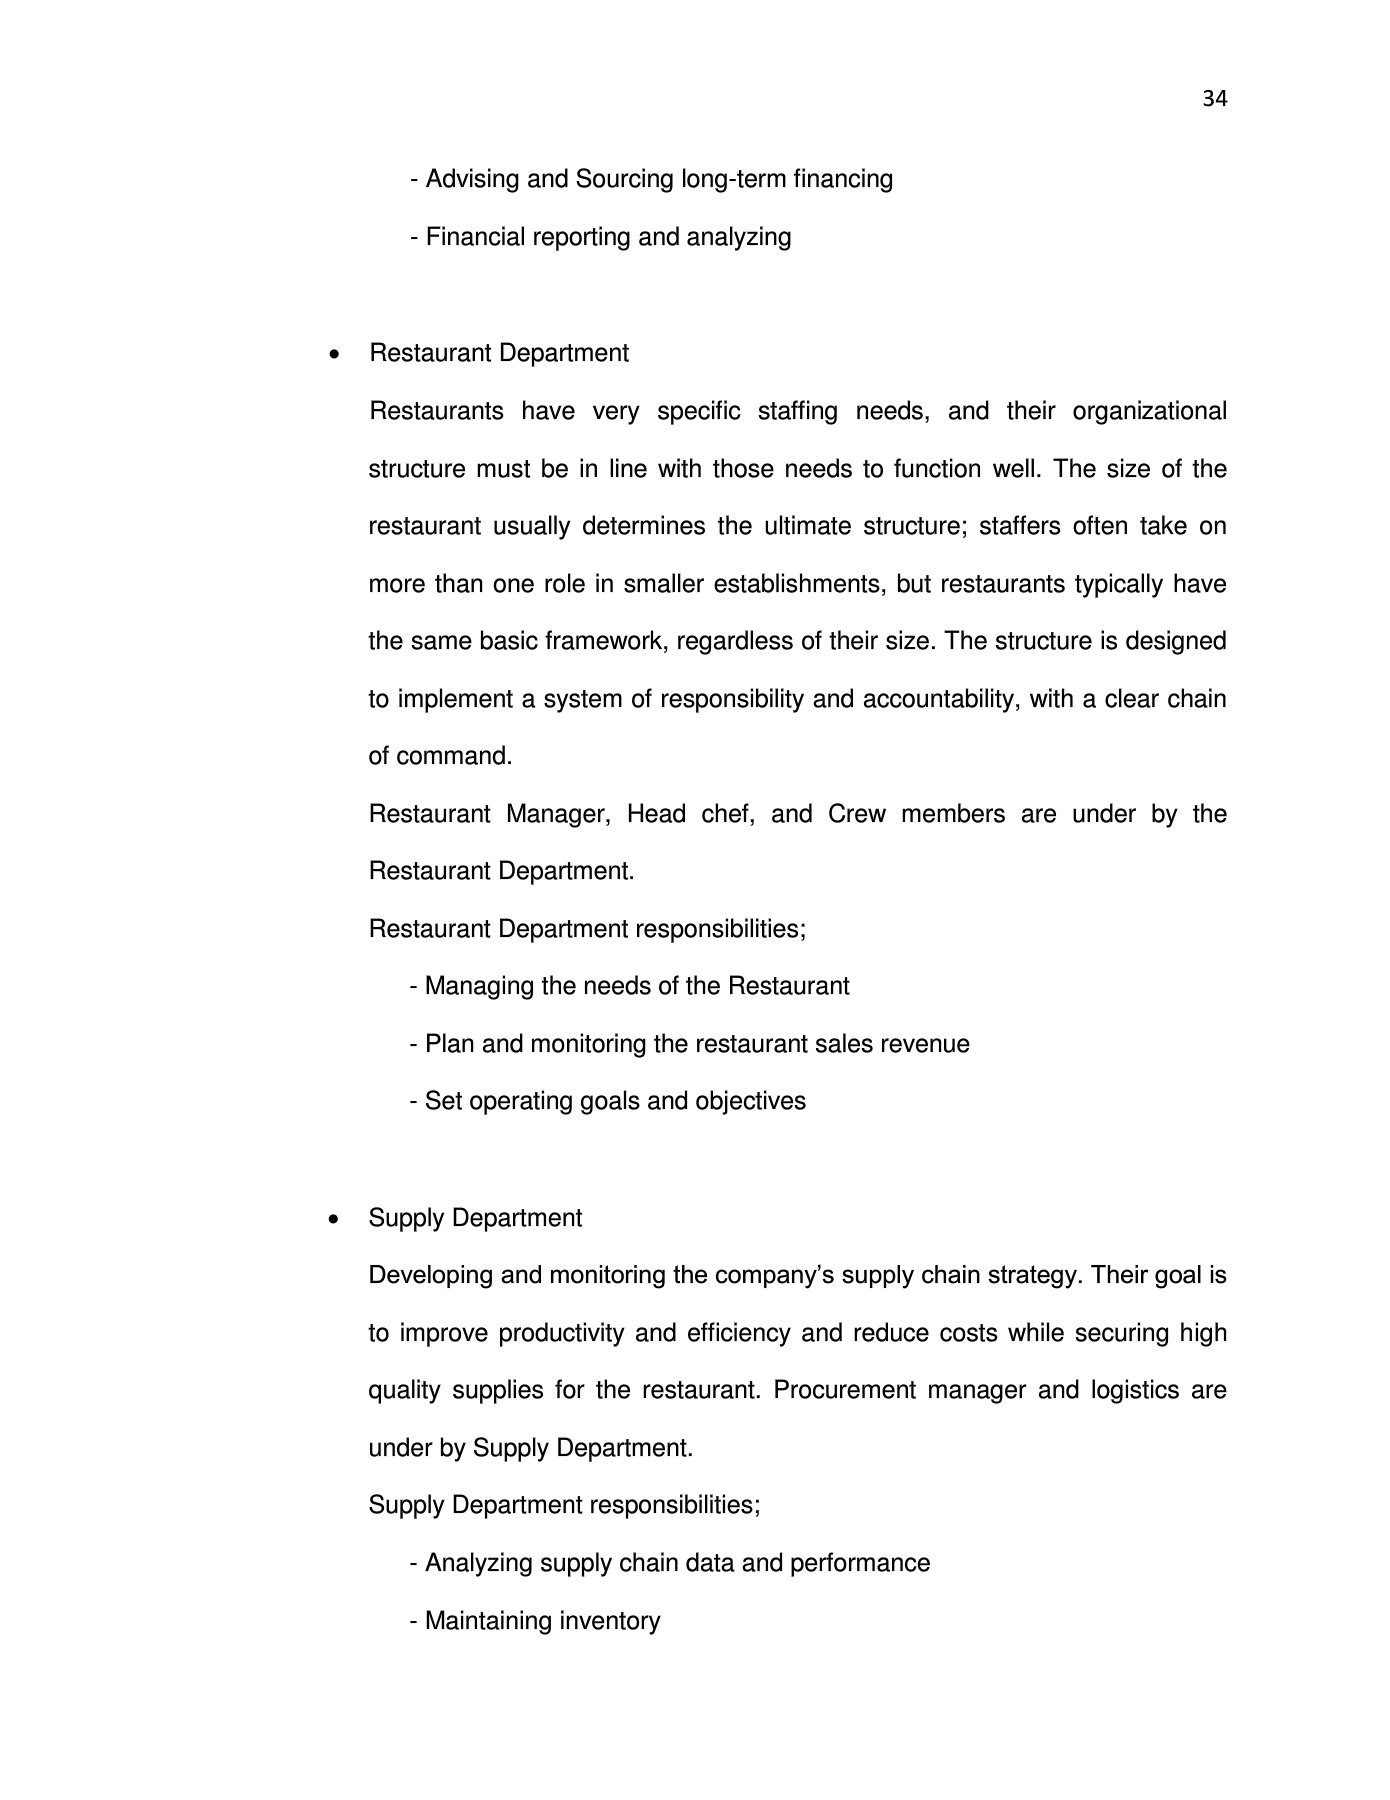 34
- Advising and Sourcing long-term financing
- Financial reporting and analyzing
• Restaurant Department
Restaurants have very specific staffing needs, and their organizational
structure must be in line with those needs to function well. The size of the
restaurant usually determines the ultimate structure; staffers often take on
more than one role in smaller establishments, but restaurants typically have
the same basic framework, regardless of their size. The structure is designed
to implement a system of responsibility and accountability, with a clear chain
of command.
Restaurant Manager, Head chef, and Crew members are under by the
Restaurant Department.
Restaurant Department responsibilities;
- Managing the needs of the Restaurant
- Plan and monitoring the restaurant sales revenue
- Set operating goals and objectives
• Supply Department
Developing and monitoring the company’s supply chain strategy. Their goal is
to improve productivity and efficiency and reduce costs while securing high
quality supplies for the restaurant. Procurement manager and logistics are
under by Supply Department.
Supply Department responsibilities;
- Analyzing supply chain data and performance
- Maintaining inventory